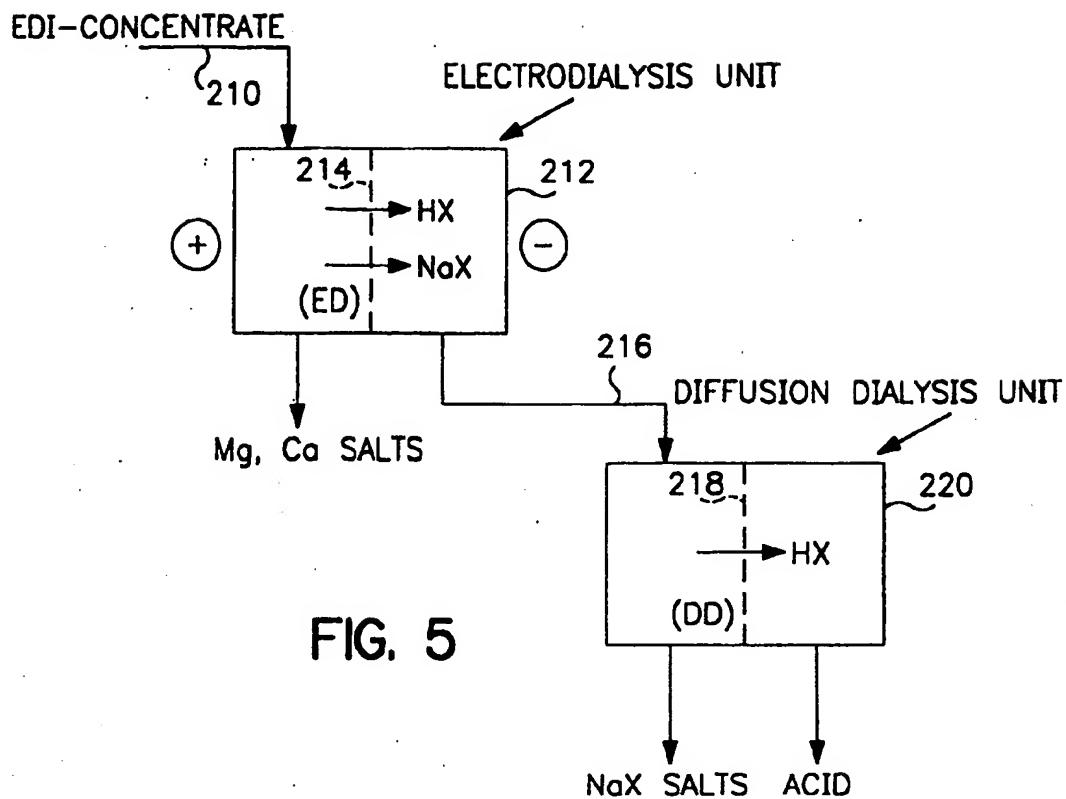 EDI-CONCENTRATE
210
ELECTRODIALYSIS UNIT
214
212
HX
+
-
NaX
(ED)
216
DIFFUSION DIALYSIS UNIT
Mg, Ca SALTS
218
220
HX
(DD)
FIG. 5
NaX SALTS ACID